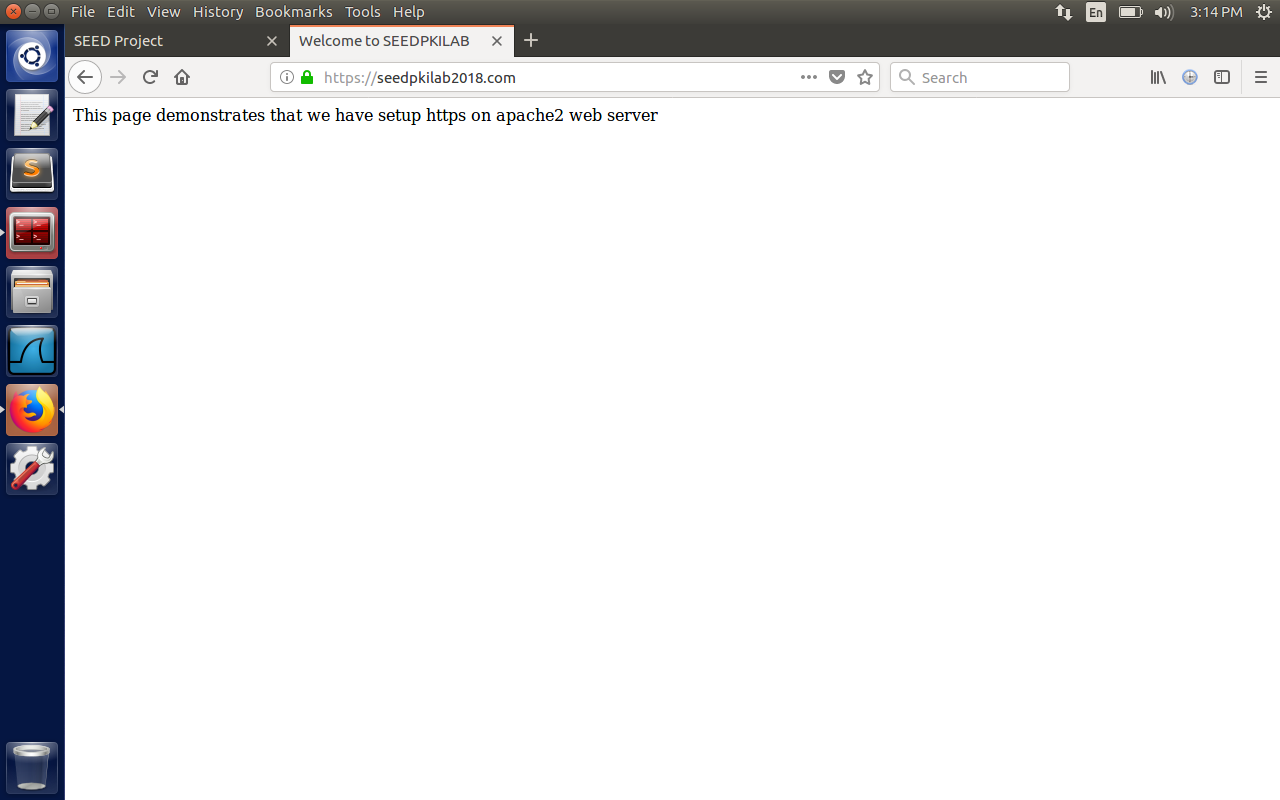 File Edit View History Bookmarks Tools Help En 3:14 PM
SEED Project Welcome to SEEDPKILAB
https://seedpkilab2018.com Search
This page demonstrates that we have setup https on apache2 web server